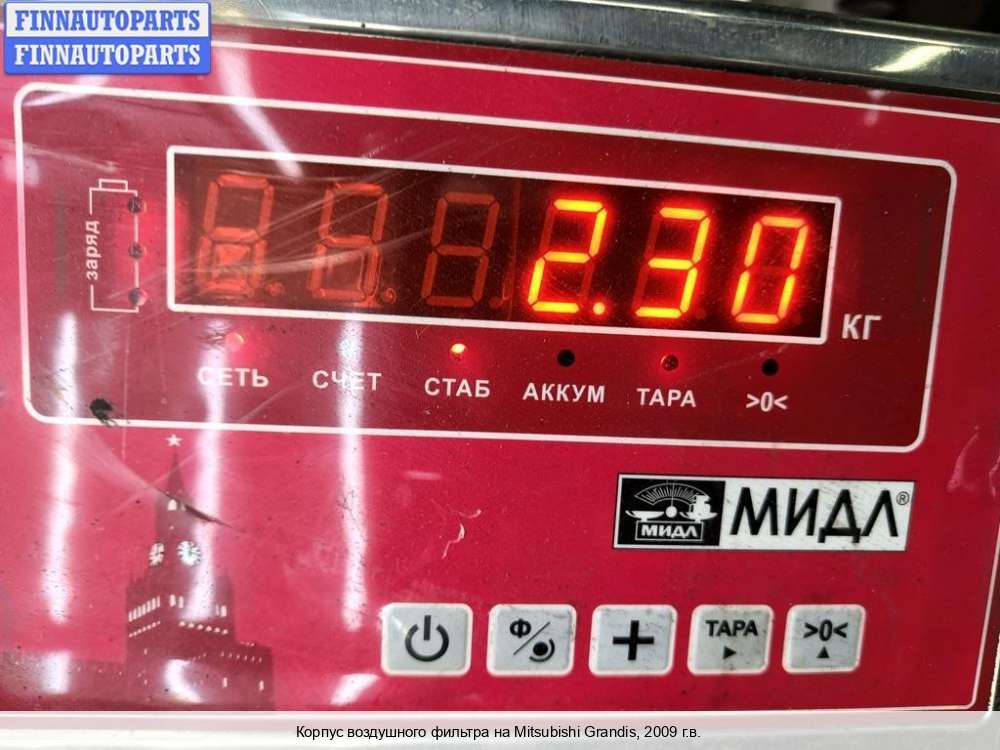 FINNAUTOPARTS
FINNAUTOPARTS
заряд
2.30
КГ
СЕТЬ СЧЕТ СТАБ АККУМ ТАРА >0<
МИДЛ МИДЛ®
Ф ТАРА >0<
Корпус воздушного фильтра на Mitsubishi Grandis, 2009 г.в.